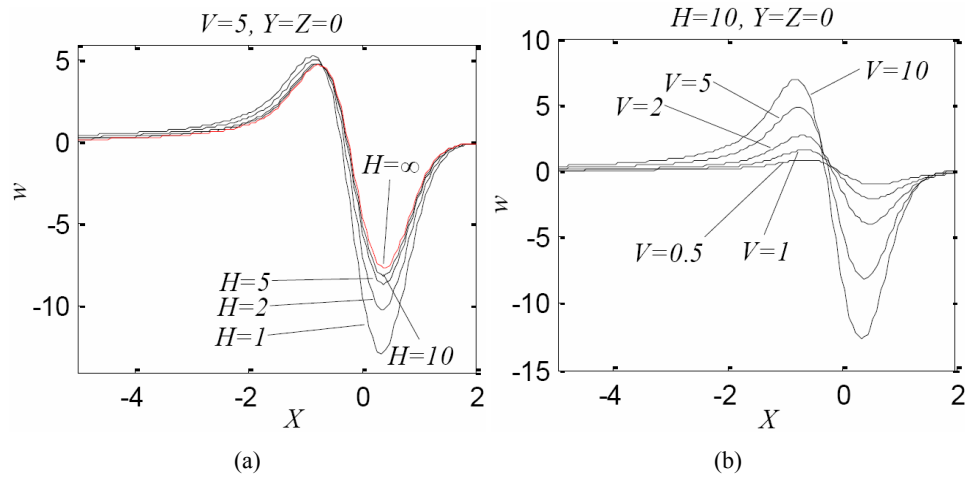 V=5, Y=Z=0
5
0
-5
-10
w
H=∞
H=5
H=2
H=1
H=10
-4
-2
0
2
X
(a)
H=10, Y=Z=0
10
5
0
-5
-10
-15
w
V=5
V=10
V=2
V=0.5
V=1
-4
-2
0
2
X
(b)